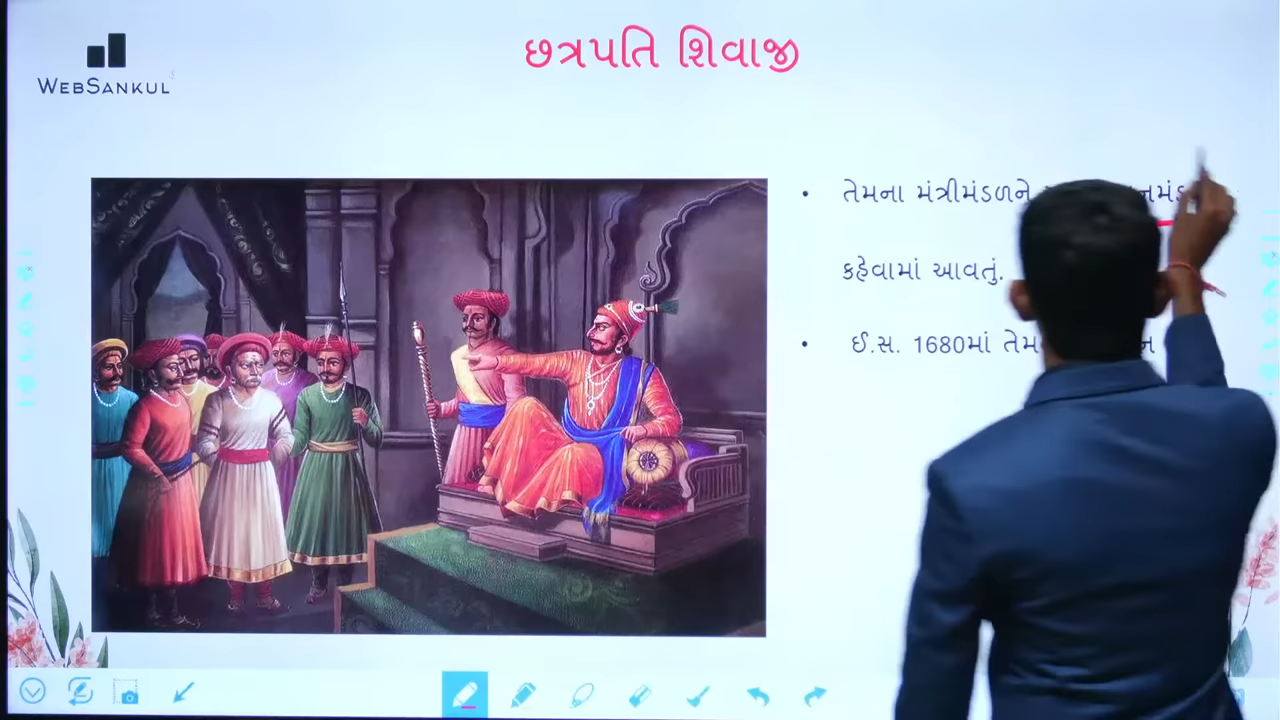 છત્રપતિ શિવાજી
WEBSANKUL
• તેમના મંત્રીમંડળને
કહેવામાં આવતું.
• ઈ.સ. 1680માં